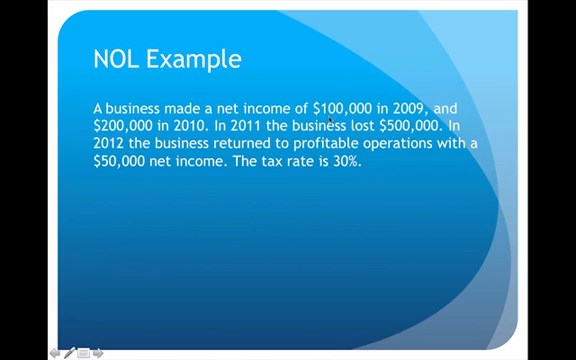 NOL Example
A business made a net income of $100,000 in 2009, and
$200,000 in 2010. In 2011 the business lost $500,000. In
2012 the business returned to profitable operations with a
$50,000 net income. The tax rate is 30%.